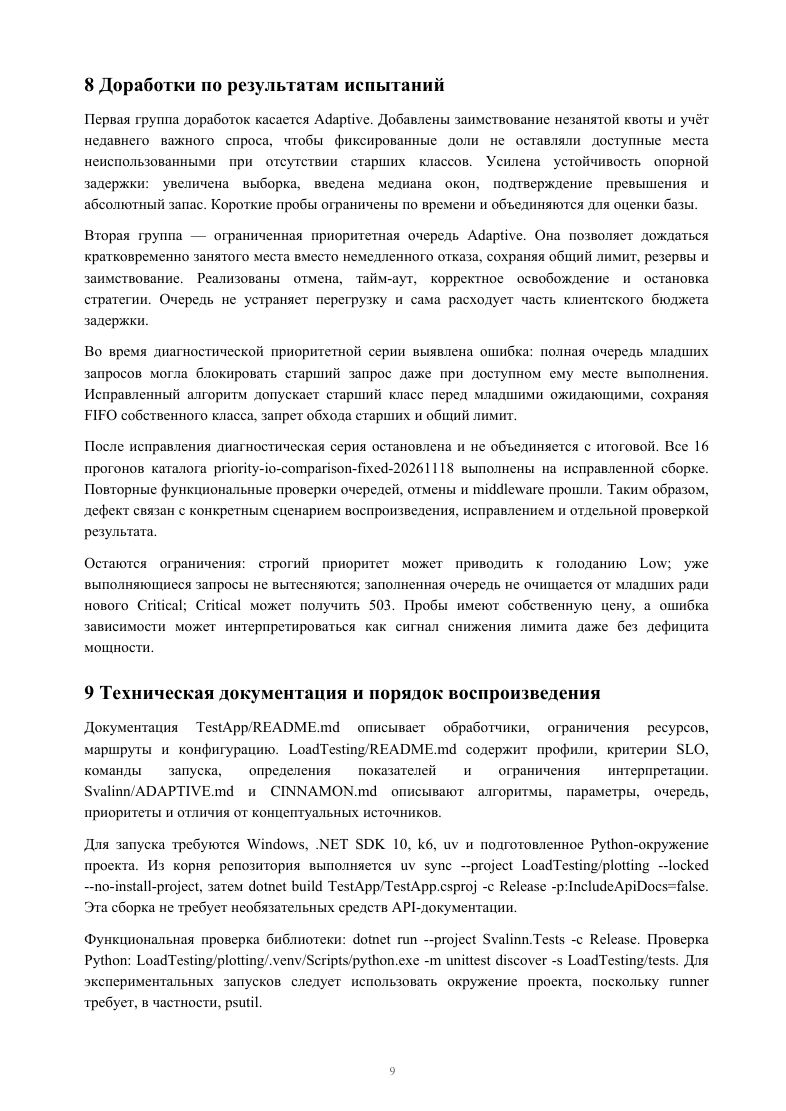 8 Доработки по результатам испытаний
Первая группа доработок касается Adaptive. Добавлены заимствование незанятой квоты и учёт
недавнего важного спроса, чтобы фиксированные доли не оставляли доступные места
неиспользованными при отсутствии старших классов. Усилена устойчивость опорной
задержки: увеличена выборка, введена медиана окон, подтверждение превышения и
абсолютный запас. Короткие пробы ограничены по времени и объединяются для оценки базы.
Вторая группа — ограниченная приоритетная очередь Adaptive. Она позволяет дождаться
кратковременно занятого места вместо немедленного отказа, сохраняя общий лимит, резервы и
заимствование. Реализованы отмена, тайм-аут, корректное освобождение и остановка
стратегии. Очередь не устраняет перегрузку и сама расходует часть клиентского бюджета
задержки.
Во время диагностической приоритетной серии выявлена ошибка: полная очередь младших
запросов могла блокировать старший запрос даже при доступном ему месте выполнения.
Исправленный алгоритм допускает старший класс перед младшими ожидающими, сохраняя
FIFO собственного класса, запрет обхода старших и общий лимит.
После исправления диагностическая серия остановлена и не объединяется с итоговой. Все 16
прогонов каталога priority-io-comparison-fixed-20261118 выполнены на исправленной сборке.
Повторные функциональные проверки очередей, отмены и middleware прошли. Таким образом,
дефект связан с конкретным сценарием воспроизведения, исправлением и отдельной проверкой
результата.
Остаются ограничения: строгий приоритет может приводить к голоданию Low; уже
выполняющиеся запросы не вытесняются; заполненная очередь не очищается от младших ради
нового Critical; Critical может получить 503. Пробы имеют собственную цену, а ошибка
зависимости может интерпретироваться как сигнал снижения лимита даже без дефицита
мощности.
9 Техническая документация и порядок воспроизведения
Документация TestApp/README.md описывает обработчики, ограничения ресурсов,
маршруты и конфигурацию. LoadTesting/README.md содержит профили, критерии SLO,
команды запуска, определения показателей и ограничения интерпретации.
Svalinn/ADAPTIVE.md и CINNAMON.md описывают алгоритмы, параметры, очередь,
приоритеты и отличия от концептуальных источников.
Для запуска требуются Windows, .NET SDK 10, k6, uv и подготовленное Python-окружение
проекта. Из корня репозитория выполняется uv sync --project LoadTesting/plotting --locked
--no-install-project, затем dotnet build TestApp/TestApp.csproj -c Release -p:IncludeApiDocs=false.
Эта сборка не требует необязательных средств API-документации.
Функциональная проверка библиотеки: dotnet run --project Svalinn.Tests -c Release. Проверка
Python: LoadTesting/plotting/.venv/Scripts/python.exe -m unittest discover -s LoadTesting/tests. Для
экспериментальных запусков следует использовать окружение проекта, поскольку runner
требует, в частности, psutil.
9